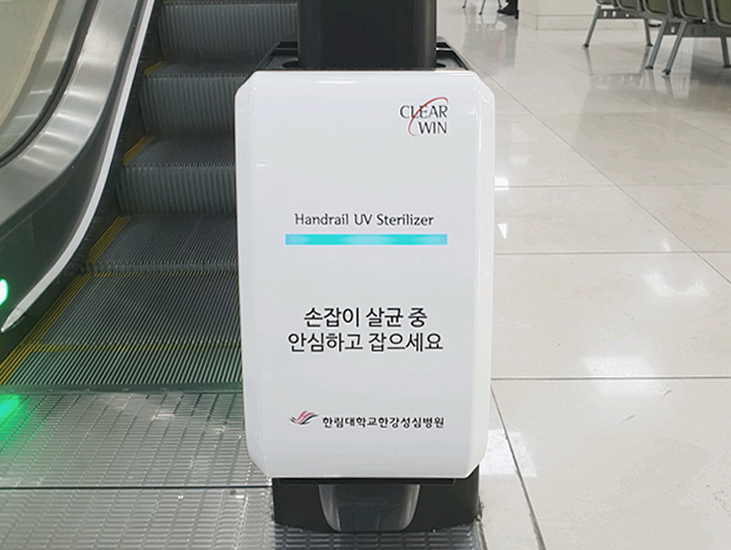 CLEAR
WIN
Handrail UV Sterilizer
손잡이 살균 중
안심하고 잡으세요
한림대학교한강성심병원